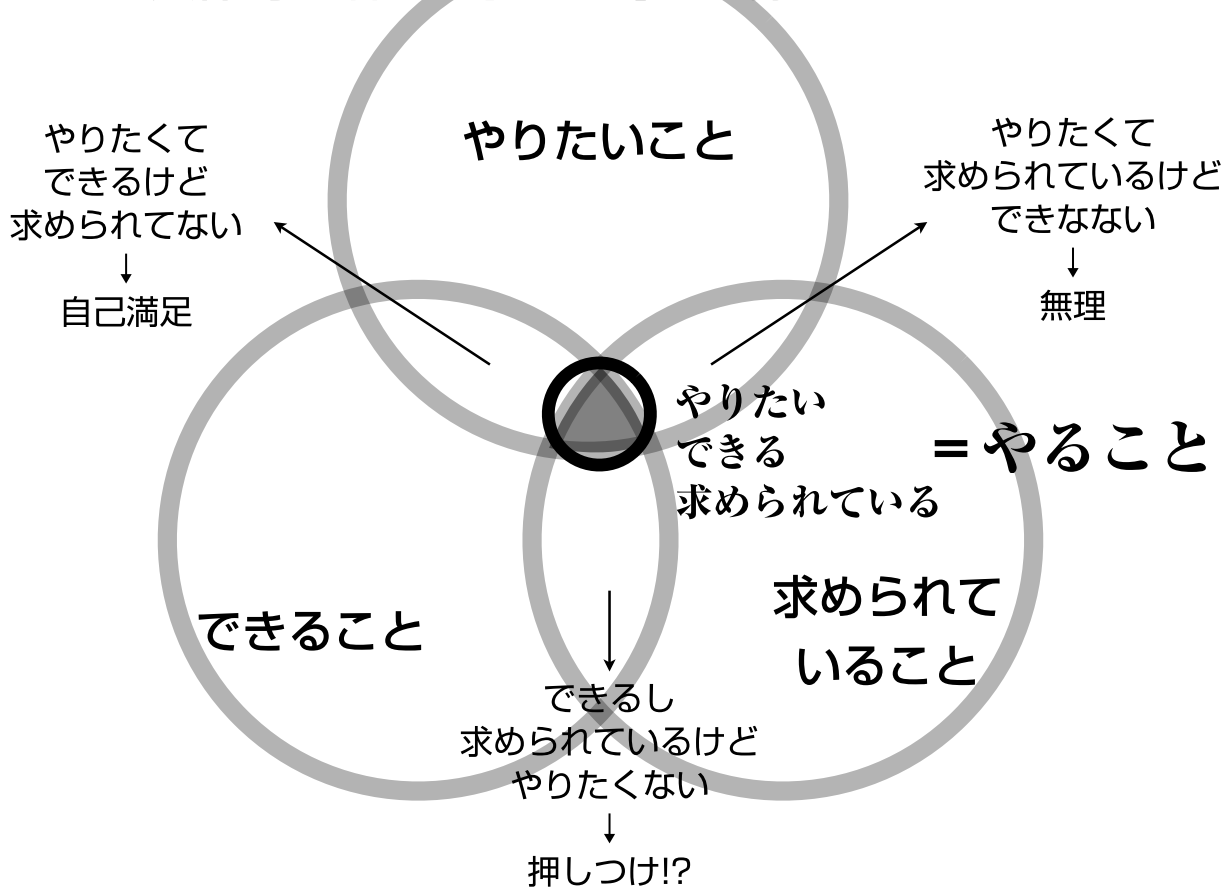 やりたいこと
やりたくて
できるけど
求められてない
↓
自己満足
やりたくて
求められているけど
できなない
↓
無理
やりたい
できる
求められている
＝やること
できること
求められて
いること
できるし
求められているけど
やりたくない
↓
押しつけ!?